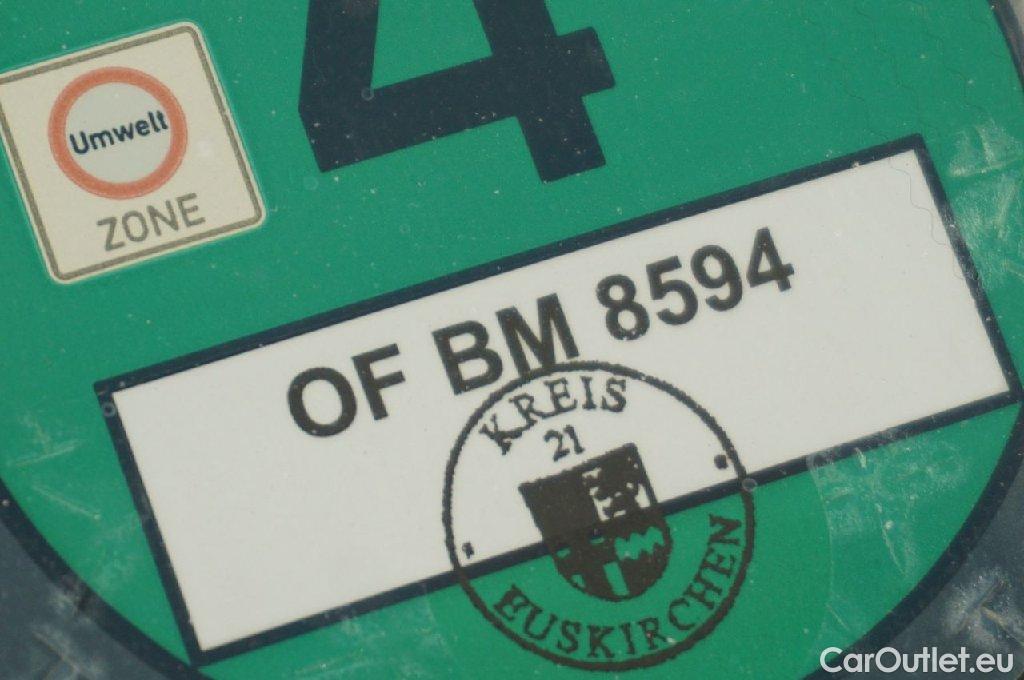 4
Umwelt
ZONE
OF BM 8594
KREIS
21
EUSKIRCHEN
CarOutlet.eu